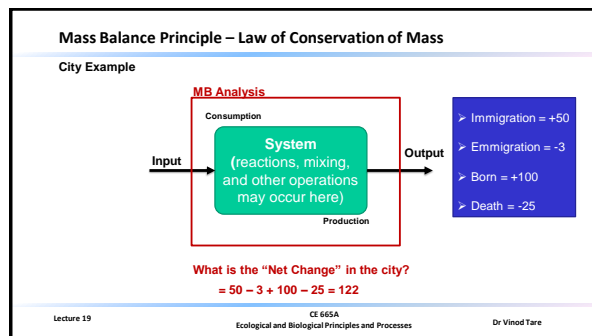 Mass Balance Principle – Law of Conservation of Mass
City Example
MB Analysis
Consumption
Input
System
(reactions, mixing,
and other operations
may occur here)
Output
Production
➢ Immigration = +50
➢ Emmigration = -3
➢ Born = +100
➢ Death = -25
What is the “Net Change” in the city?
= 50 – 3 + 100 – 25 = 122
Lecture 19
CE 665A
Ecological and Biological Principles and Processes
Dr Vinod Tare